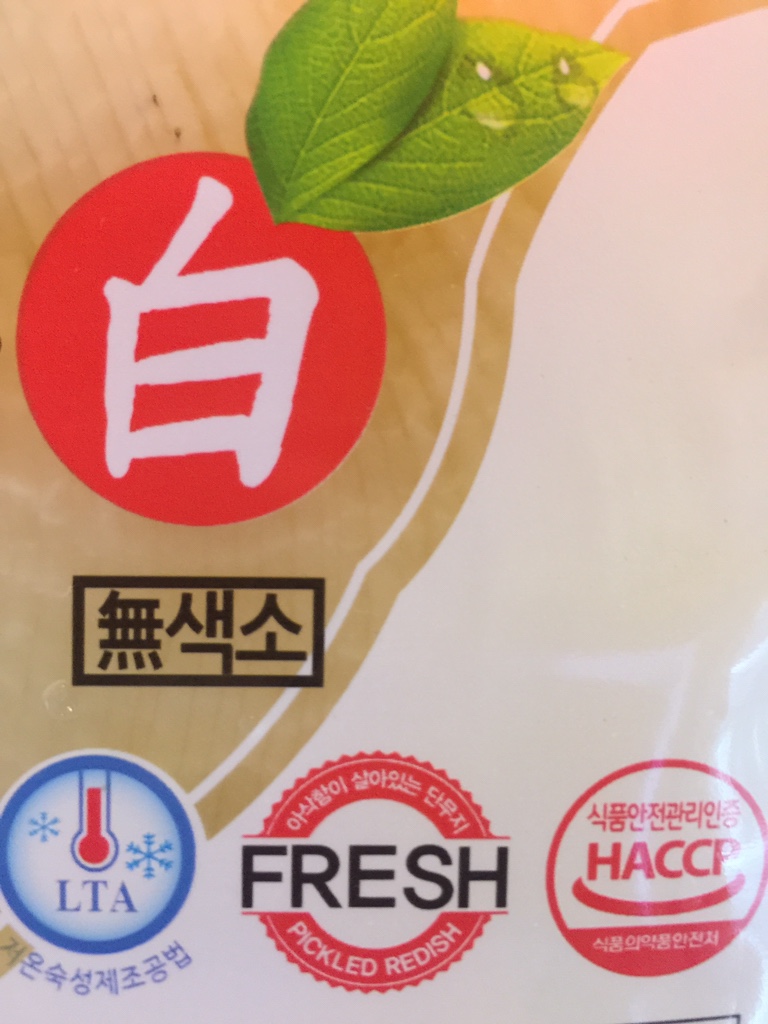 白
無색소
LTA
저온숙성제조공법
아삭함이 살아있는 단무지
FRESH
PICKLED REDISH
식품안전관리인증
HACCP
식품의약품안전처